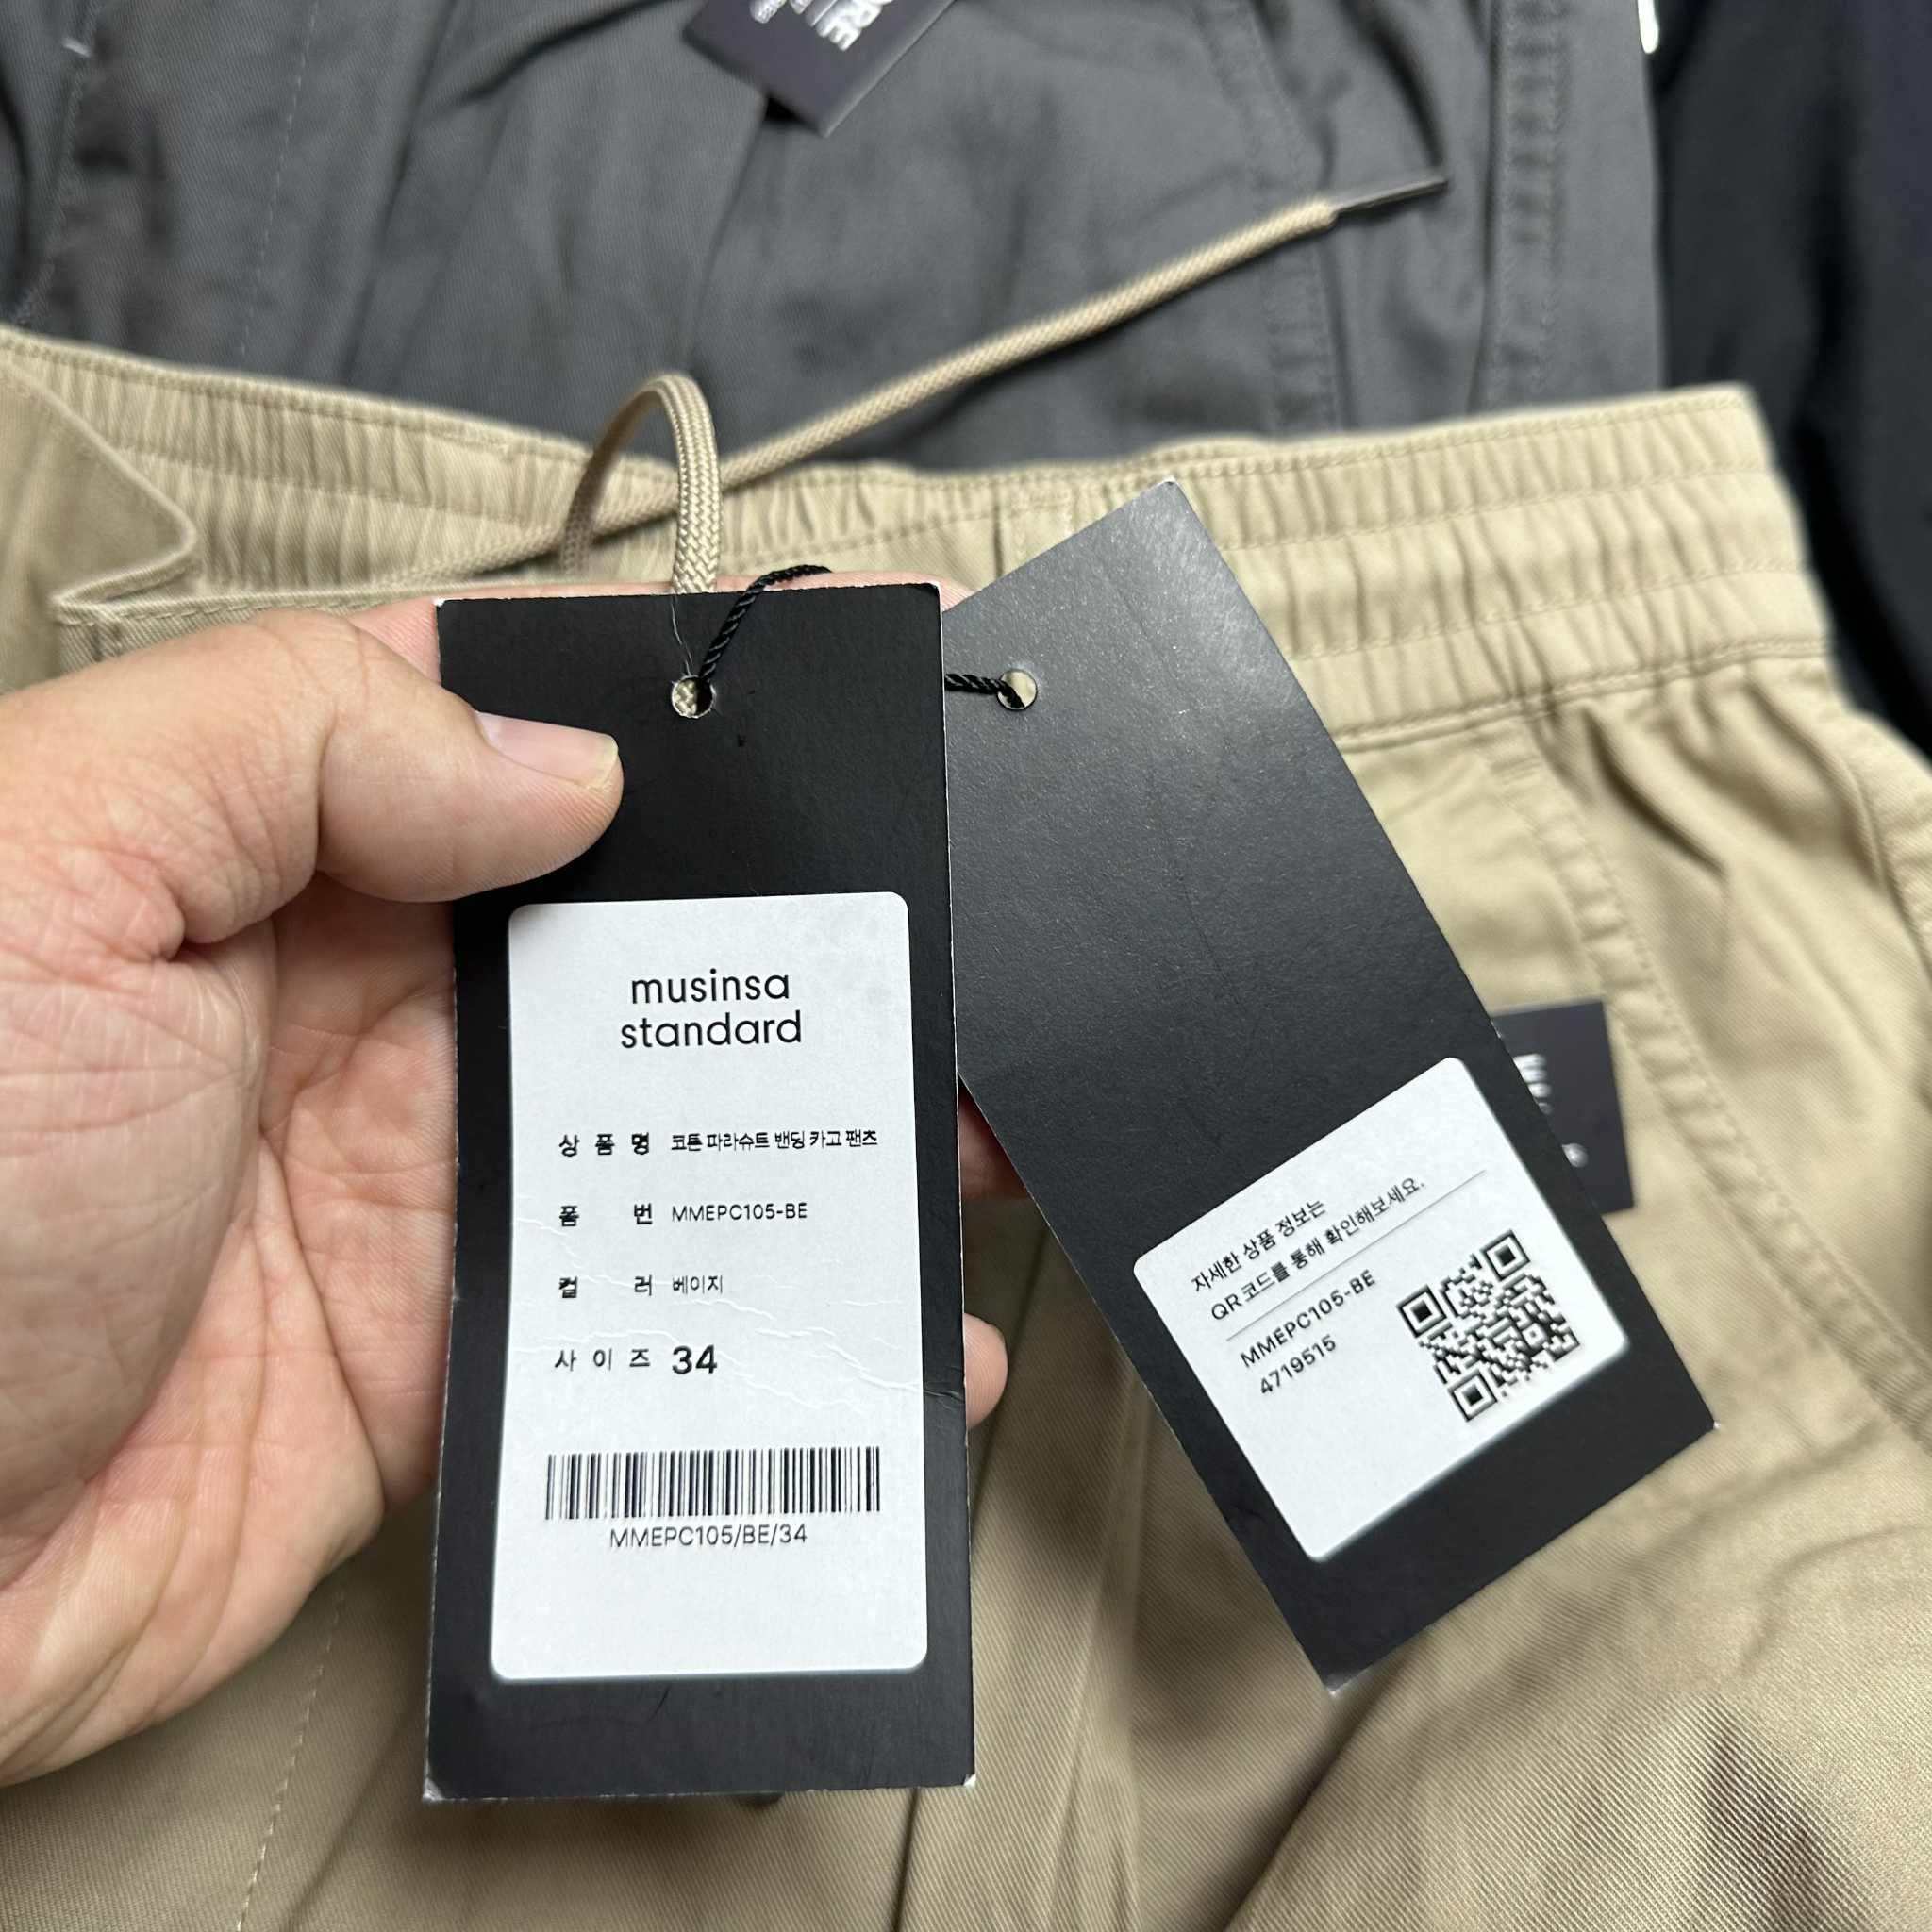 musinsa
standard
상품명 코튼 파라슈트 밴딩 카고 팬츠
품번 MMEPC105-BE
컬러 베이지
사이즈 34
MMEPC105/BE/34
자세한 상품 정보는
QR 코드를 통해 확인해보세요.
MMEPC105-BE
4719515